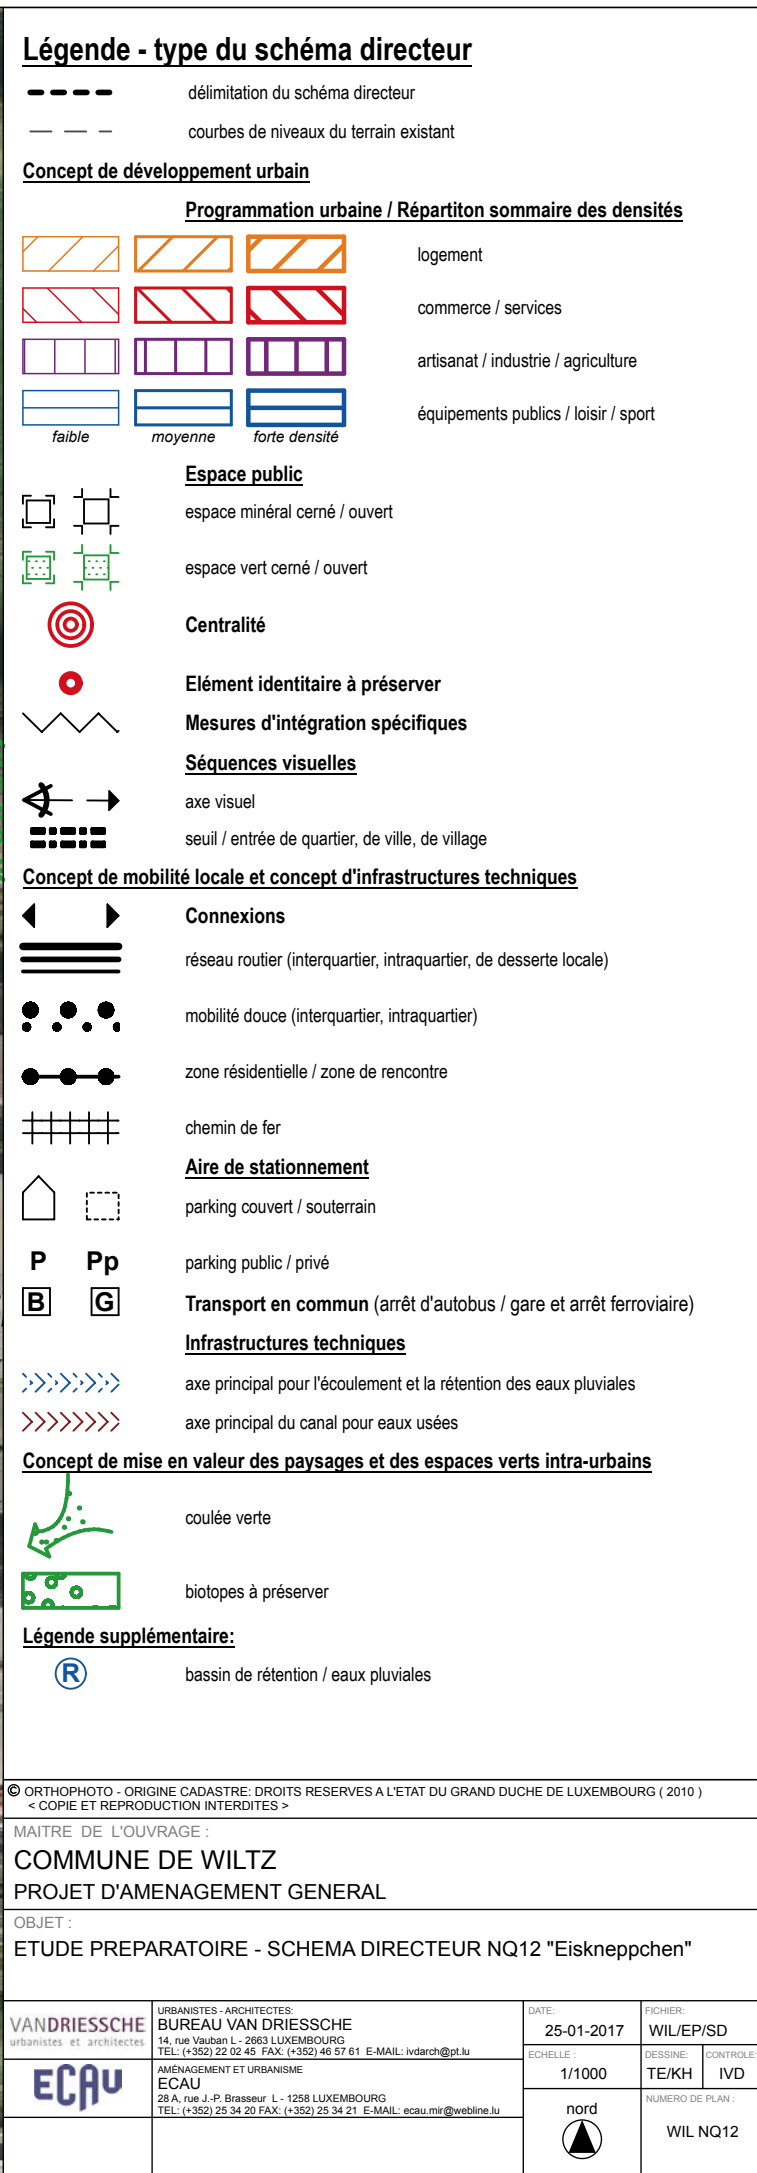 Légende - type du schéma directeur
délimitation du schéma directeur
courbes de niveaux du terrain existant
Concept de développement urbain
Programmation urbaine / Répartiton sommaire des densités
logement
commerce / services
artisanat / industrie / agriculture
équipements publics / loisir / sport
faible moyenne forte densité
Espace public
espace minéral cerné / ouvert
espace vert cerné / ouvert
Centralité
Elément identitaire à préserver
Mesures d'intégration spécifiques
Séquences visuelles
axe visuel
seuil / entrée de quartier, de ville, de village
Concept de mobilité locale et concept d'infrastructures techniques
Connexions
réseau routier (interquartier, intraquartier, de desserte locale)
mobilité douce (interquartier, intraquartier)
zone résidentielle / zone de rencontre
chemin de fer
Aire de stationnement
parking couvert / souterrain
P Pp parking public / privé
B G Transport en commun (arrêt d'autobus / gare et arrêt ferroviaire)
Infrastructures techniques
axe principal pour l'écoulement et la rétention des eaux pluviales
axe principal du canal pour eaux usées
Concept de mise en valeur des paysages et des espaces verts intra-urbains
coulée verte
biotopes à préserver
Légende supplémentaire:
R bassin de rétention / eaux pluviales
© ORTHOPHOTO - ORIGINE CADASTRE: DROITS RESERVES A L'ETAT DU GRAND DUCHE DE LUXEMBOURG ( 2010 )
< COPIE ET REPRODUCTION INTERDITES >
MAITRE DE L'OUVRAGE :
COMMUNE DE WILTZ
PROJET D'AMENAGEMENT GENERAL
OBJET :
ETUDE PREPARATOIRE - SCHEMA DIRECTEUR NQ12 "Eiskneppchen"
VANDRIESSCHE
urbanistes et architectes
URBANISTES - ARCHITECTES:
BUREAU VAN DRIESSCHE
14, rue Vauban L - 2663 LUXEMBOURG
TEL: (+352) 22 02 45 FAX: (+352) 46 57 61 E-MAIL: ivdarch@pt.lu
ECAU
AMÉNAGEMENT ET URBANISME
ECAU
28 A, rue J.-P. Brasseur L - 1258 LUXEMBOURG
TEL: (+352) 25 34 20 FAX: (+352) 25 34 21 E-MAIL: ecau.mir@webline.lu
DATE:
25-01-2017
FICHIER:
WIL/EP/SD
ECHELLE :
1/1000
DESSINE:
TE/KH
CONTROLE:
IVD
nord
NUMERO DE PLAN :
WIL NQ12